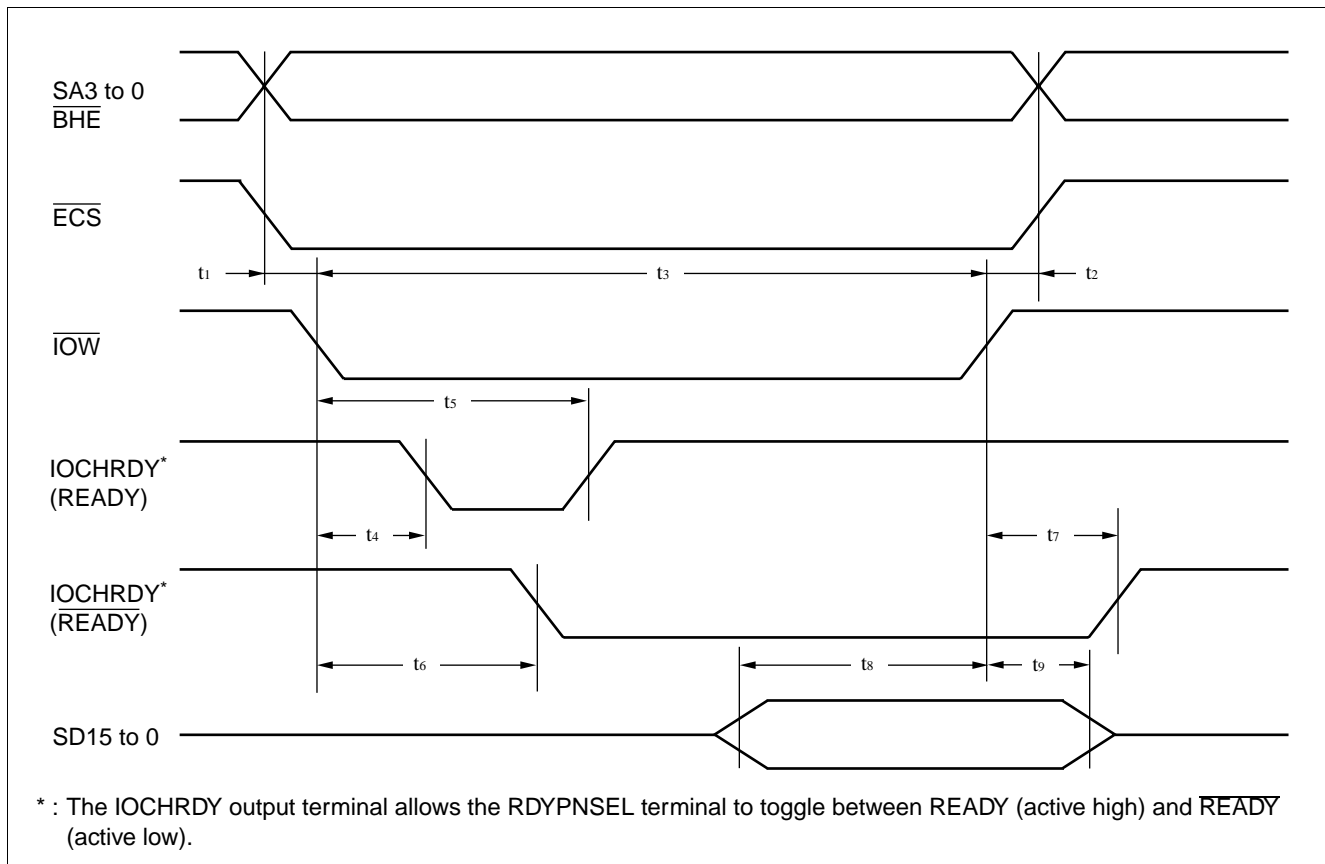 SA3 to 0
BHE
ECS
t1
t3
t2
IOW
t5
IOCHRDY*
(READY)
t4
t7
IOCHRDY*
(READY)
t6
t8
t9
SD15 to 0
* : The IOCHRDY output terminal allows the RDYPNSEL terminal to toggle between READY (active high) and READY
(active low).